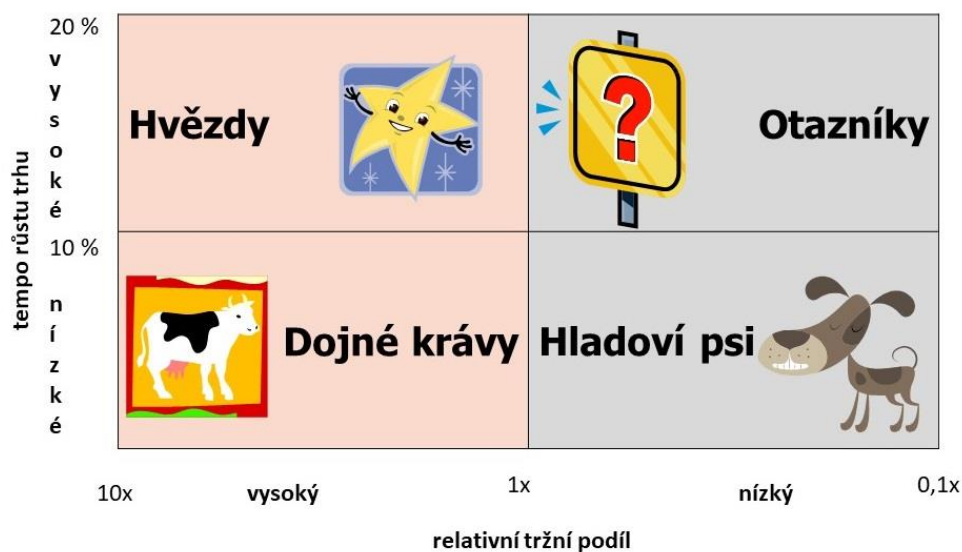 20 %
vysoké
Hvězdy
?
Otazníky
tempo růstu trhu
10 %
nízké
Dojné krávy
Hladoví psi
10x
vysoký
1x
nízký
0,1x
relativní tržní podíl